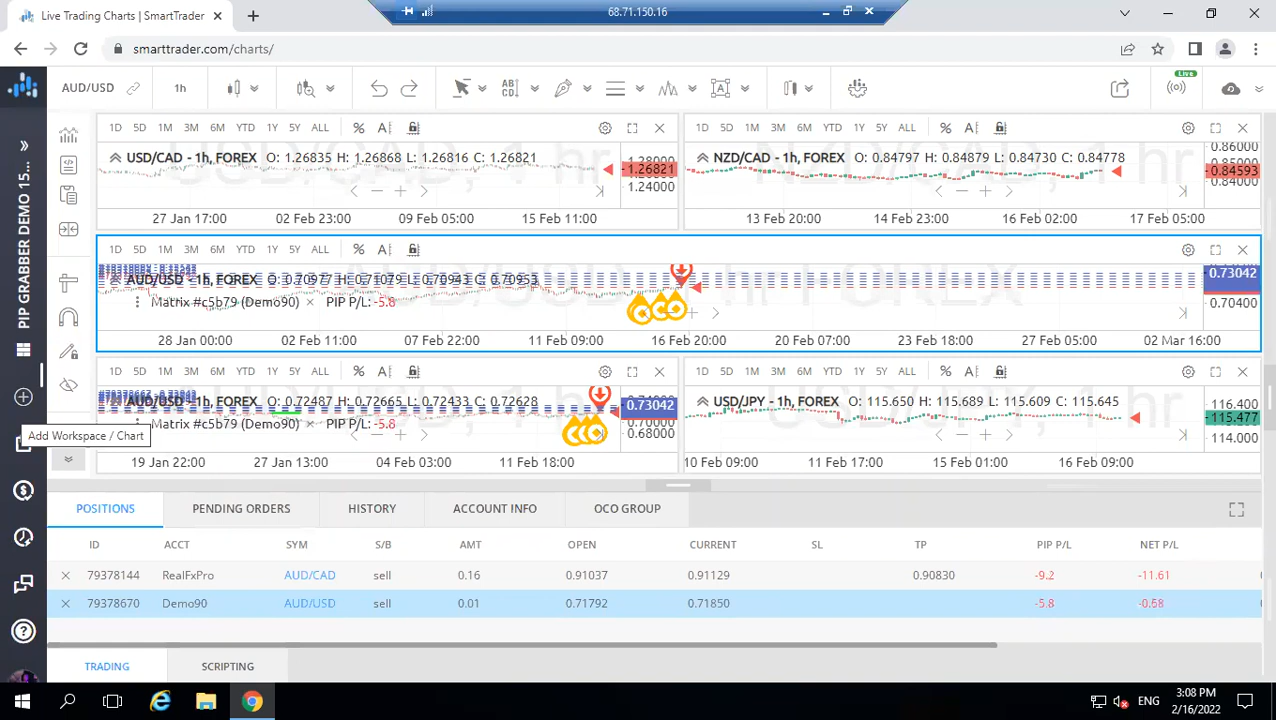 Live Trading Charts | SmartTrader
68.71.150.16
smarttrader.com/charts/
AUD/USD
1h
AB
CD
Live
PIP GRABBER DEMO 15...
1D 5D 1M 3M 6M YTD 1Y 5Y ALL % A
USD/CAD - 1h, FOREX O: 1.26835 H: 1.26868 L: 1.26816 C: 1.26821
1.28000
1.26821
1.24000
27 Jan 17:00 02 Feb 23:00 09 Feb 05:00 15 Feb 11:00
1D 5D 1M 3M 6M YTD 1Y 5Y ALL % A
NZD/CAD - 1h, FOREX O: 0.84797 H: 0.84879 L: 0.84730 C: 0.84778
0.86000
0.84593
0.84000
13 Feb 20:00 14 Feb 23:00 16 Feb 02:00 17 Feb 05:00
1D 5D 1M 3M 6M YTD 1Y 5Y ALL % A
AUD/USD - 1h, FOREX O: 0.70977 H: 0.71079 L: 0.70943 C: 0.70953
Matrix #c5b79 (Demo90) PIP P/L: -5.8
0.73042
0.70400
28 Jan 00:00 02 Feb 11:00 07 Feb 22:00 11 Feb 09:00 16 Feb 20:00 20 Feb 07:00 23 Feb 18:00 27 Feb 05:00 02 Mar 16:00
1D 5D 1M 3M 6M YTD 1Y 5Y ALL % A
AUD/USD - 1h, FOREX O: 0.72487 H: 0.72665 L: 0.72433 C: 0.72628
Matrix #c5b79 (Demo90) PIP P/L: -5.8
0.73042
0.70000
0.68000
19 Jan 22:00 27 Jan 13:00 04 Feb 03:00 11 Feb 18:00
1D 5D 1M 3M 6M YTD 1Y 5Y ALL % A
USD/JPY - 1h, FOREX O: 115.650 H: 115.689 L: 115.609 C: 115.645
116.400
115.477
114.000
10 Feb 09:00 11 Feb 17:00 15 Feb 01:00 16 Feb 09:00
Add Workspace / Chart
POSITIONS PENDING ORDERS HISTORY ACCOUNT INFO OCO GROUP
ID ACCT SYM S/B AMT OPEN CURRENT SL TP PIP P/L NET P/L
79378144 RealFxPro AUD/CAD sell 0.16 0.91037 0.91129 0.90830 -9.2 -11.61
79378670 Demo90 AUD/USD sell 0.01 0.71792 0.71850 -5.8 -0.58
TRADING SCRIPTING
ENG
3:08 PM
2/16/2022